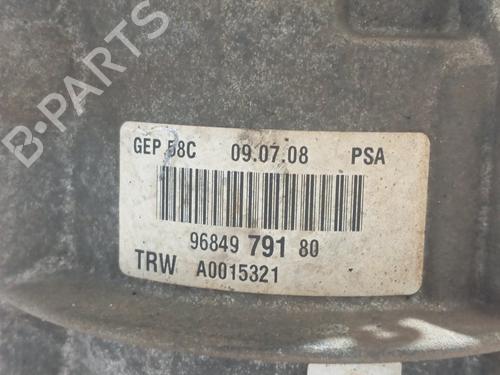 B-PARTS
GEP 58C 09.07.08 PSA
96849 791 80
TRW A0015321